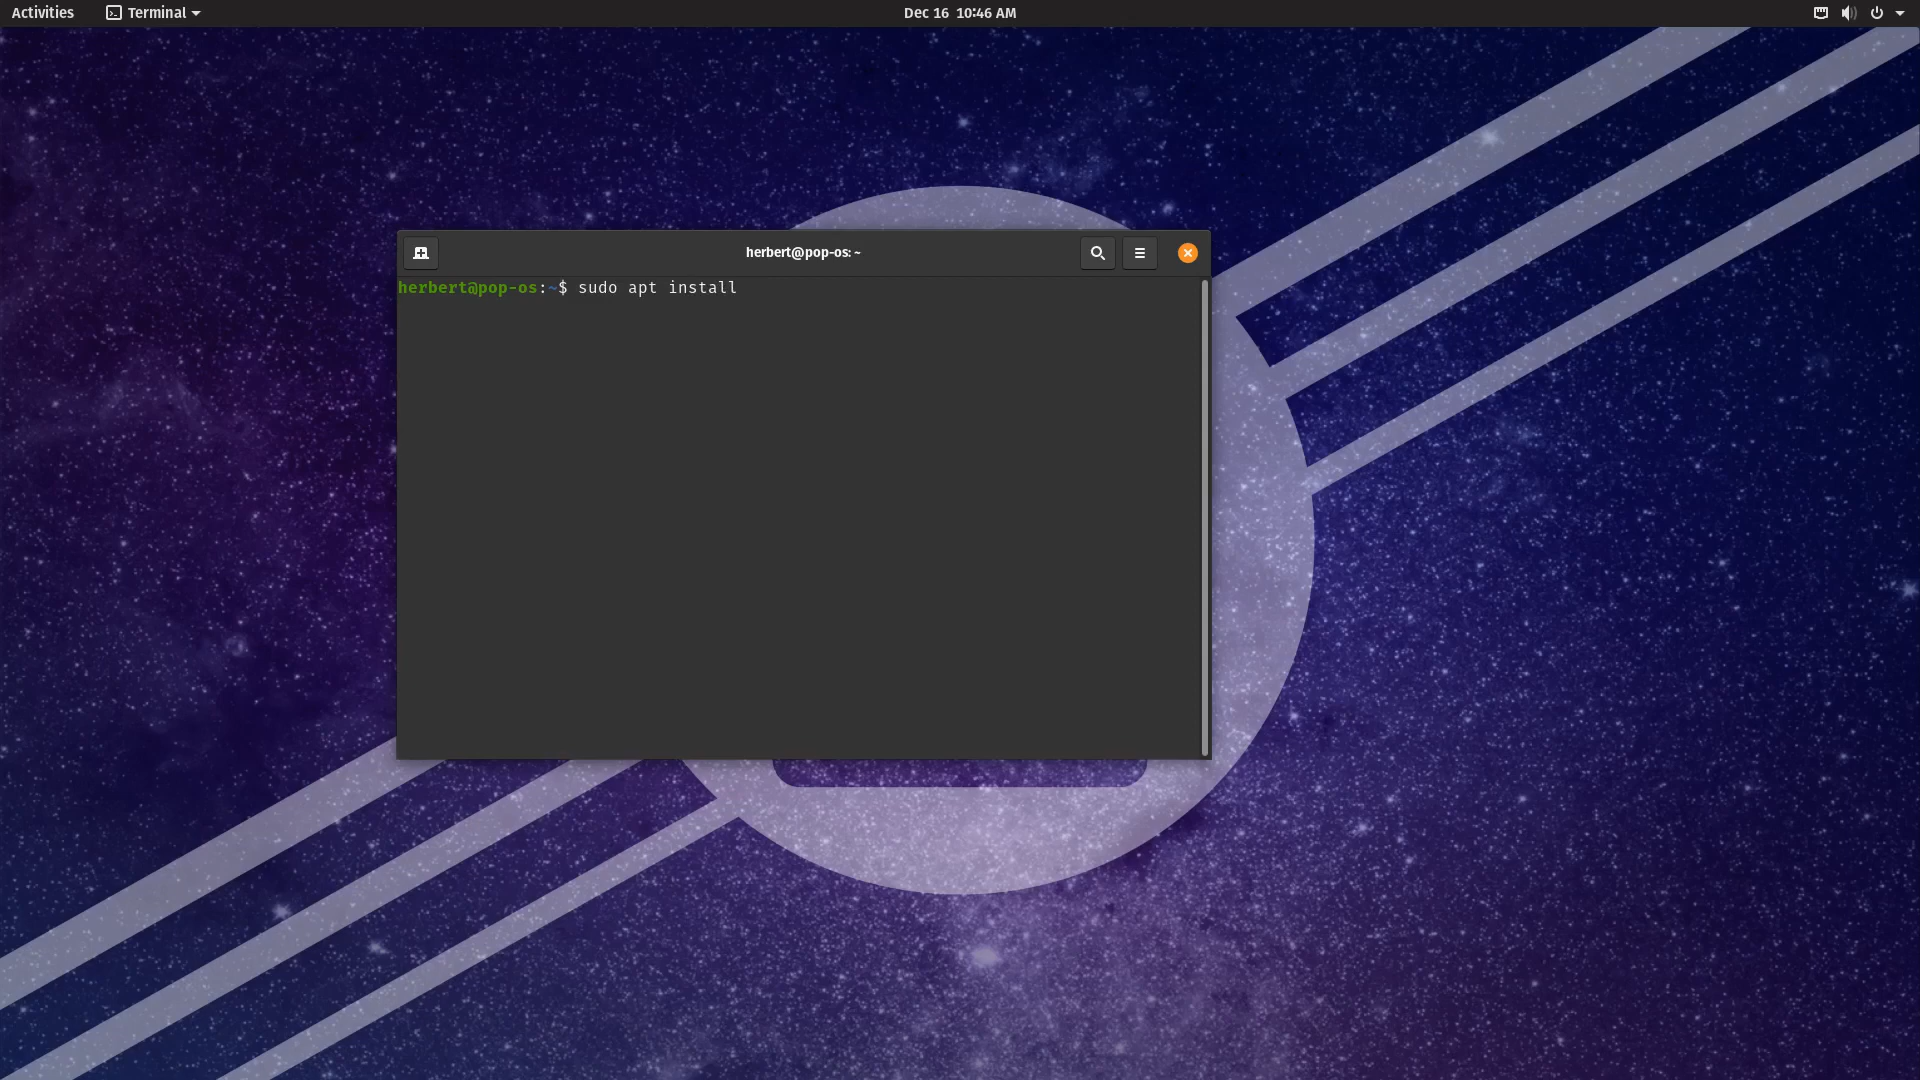 Activities Terminal Dec 16 10:46 AM
herbert@pop-os: ~
herbert@pop-os:~$ sudo apt install